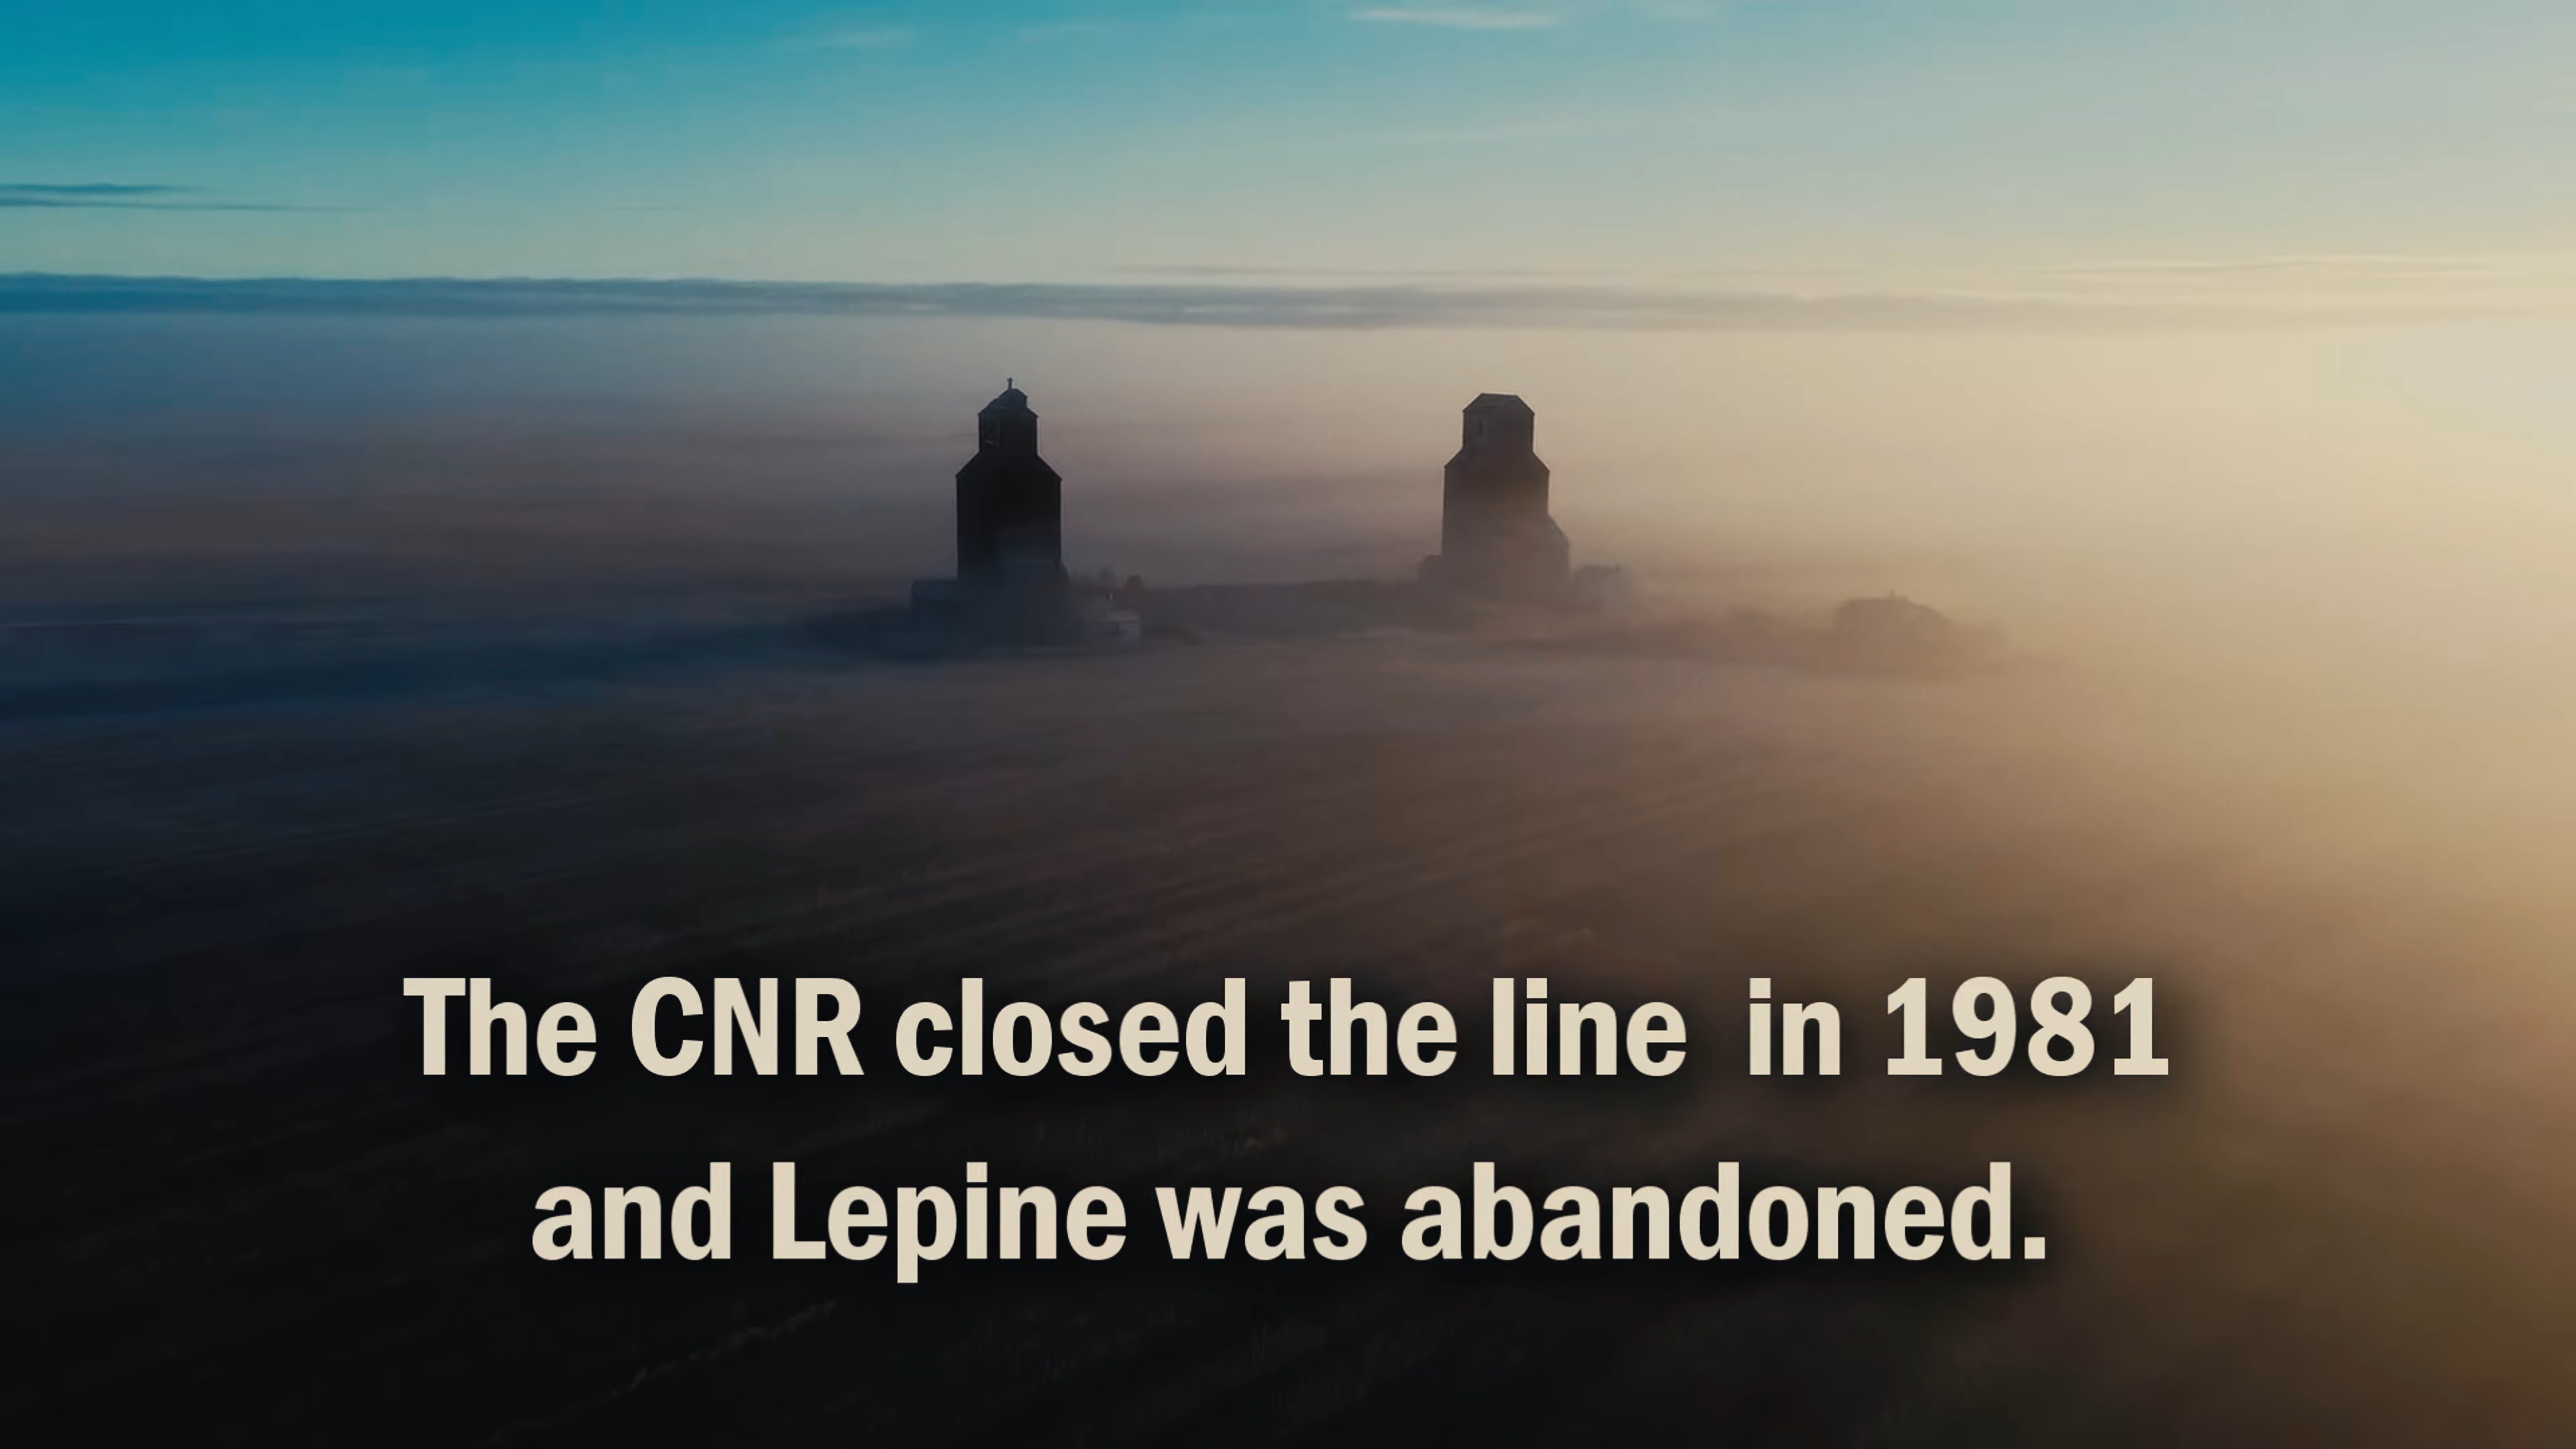 The CNR closed the line  in 1981
and Lepine was abandoned.